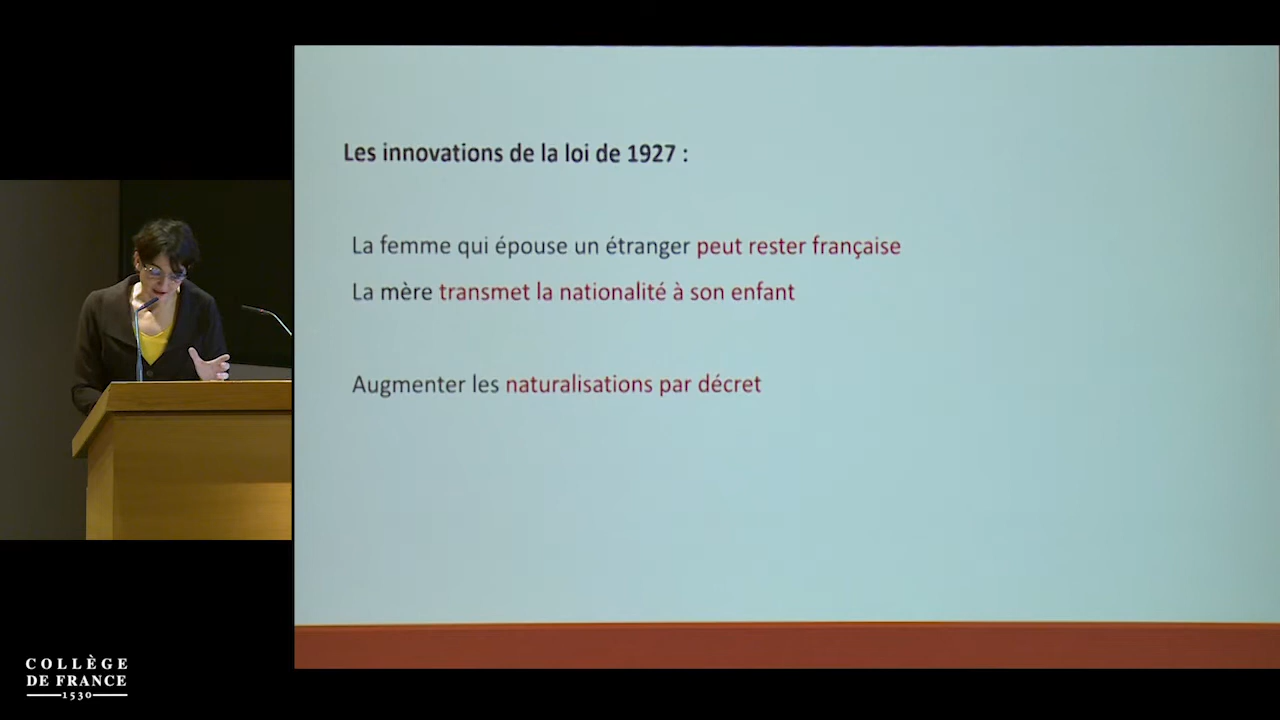 Les innovations de la loi de 1927 :
La femme qui épouse un étranger peut rester française
La mère transmet la nationalité à son enfant
Augmenter les naturalisations par décret
COLLÈGE
DE FRANCE
1530